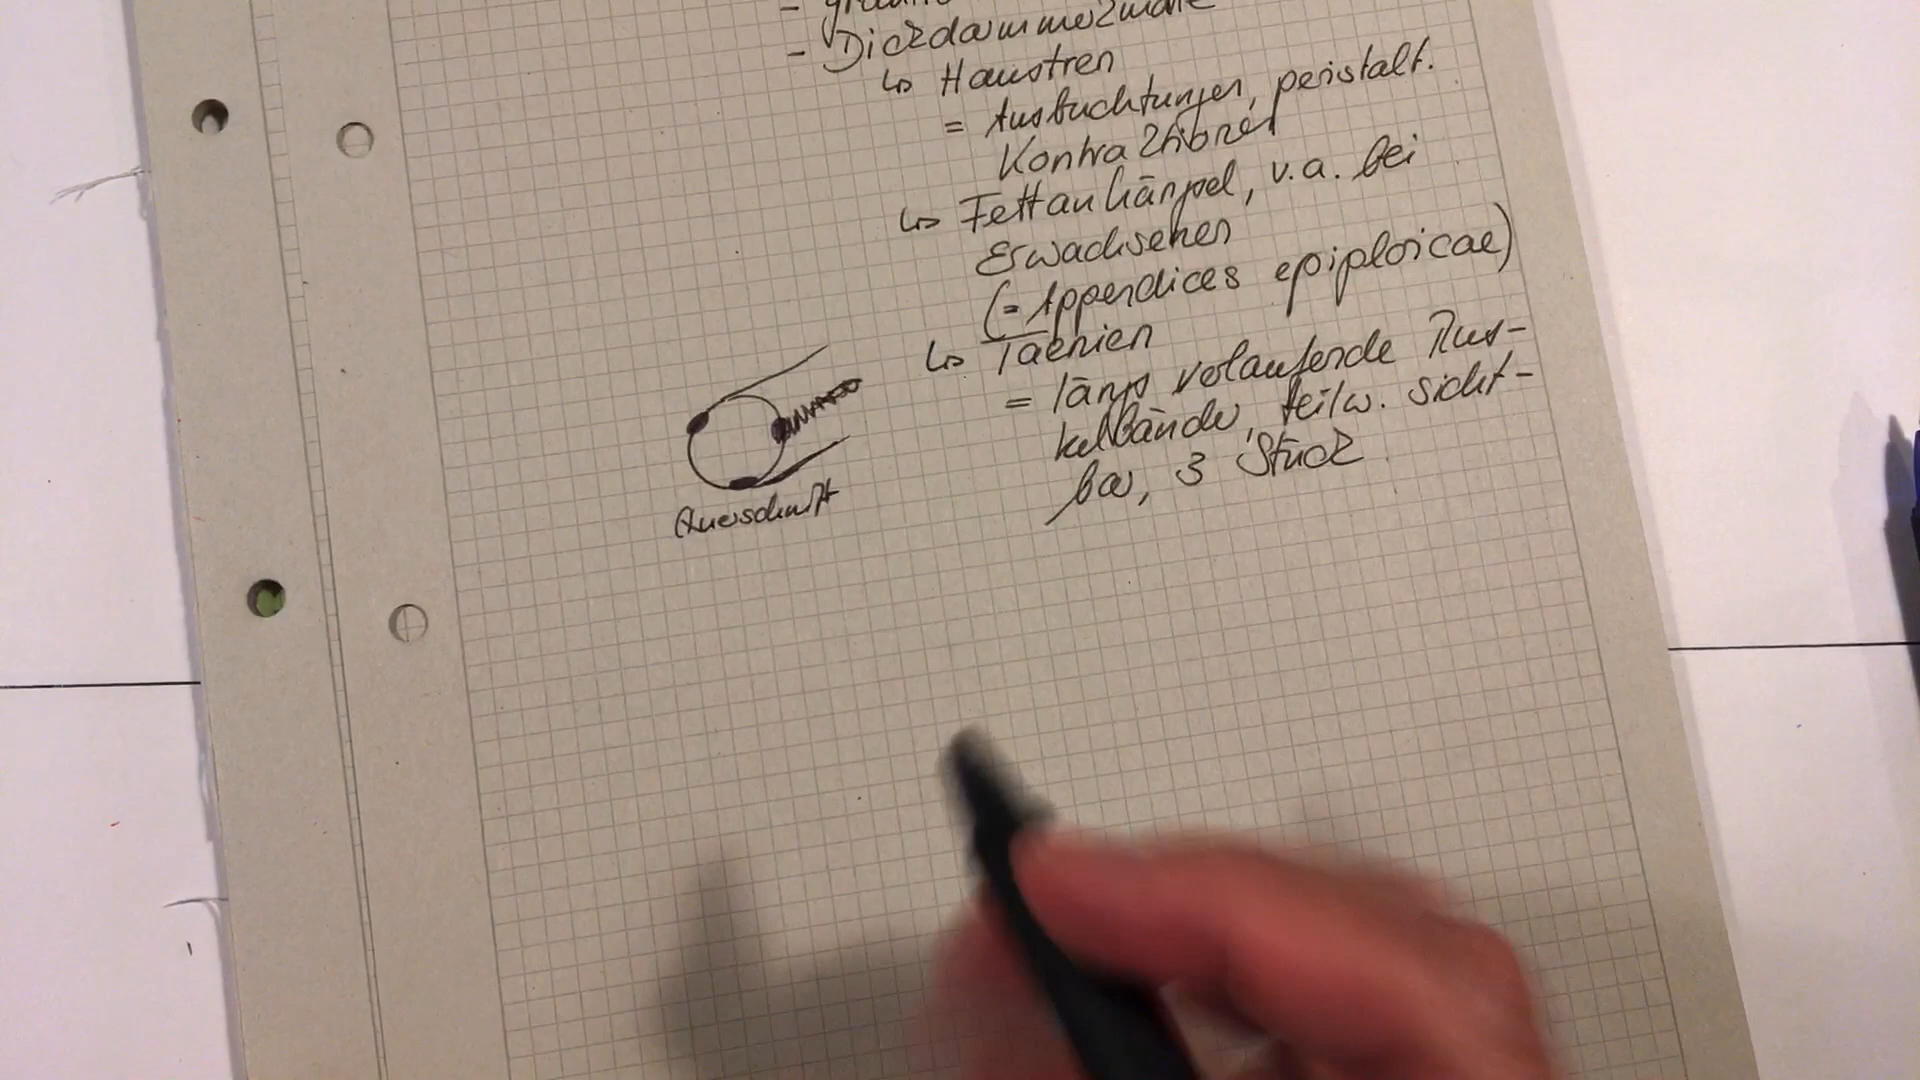 - Dickdarmmerkmale
↳ Haustren
= Ausbuchtungen, peristalt.
Kontraktionen
↳ Fettanhängsel, v.a. bei
Erwachsenen
(= Appendices epiploicae)
↳ Taenien
= längs verlaufende Mus-
kelbänder, teilw. sicht-
bar, 3 Stück
Querschnitt